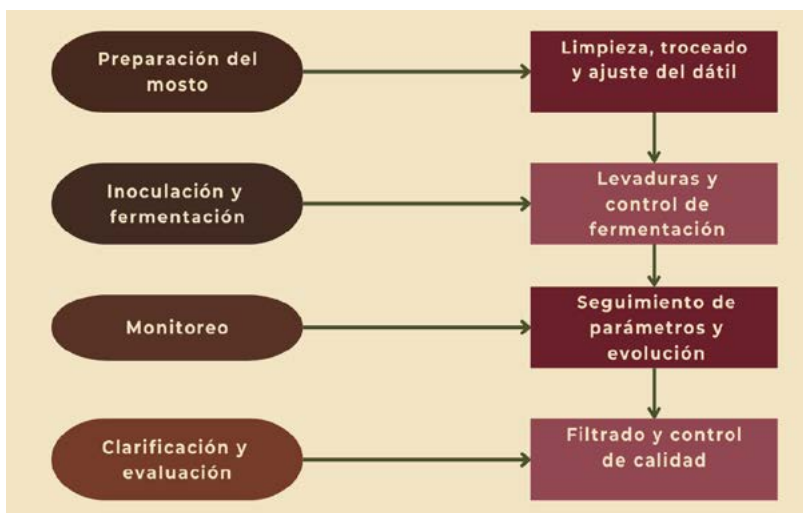 Preparación del
mosto
Limpieza, troceado
y ajuste del dátil
Inoculación y
fermentación
Levaduras y
control de
fermentación
Monitoreo
Seguimiento de
parámetros y
evolución
Clarificación y
evaluación
Filtrado y control
de calidad